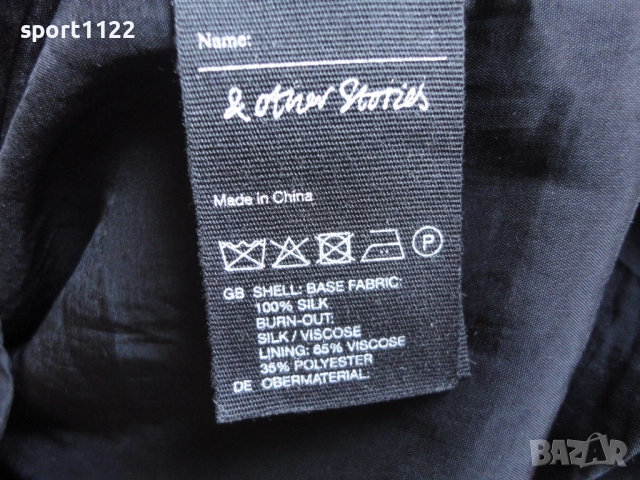 sport1122
Name:
& other Stories
Made in China
P
GB SHELL: BASE FABRIC:
100% SILK
BURN-OUT:
SILK / VISCOSE
LINING: 65% VISCOSE
35% POLYESTER
DE OBERMATERIAL:
BAZAR